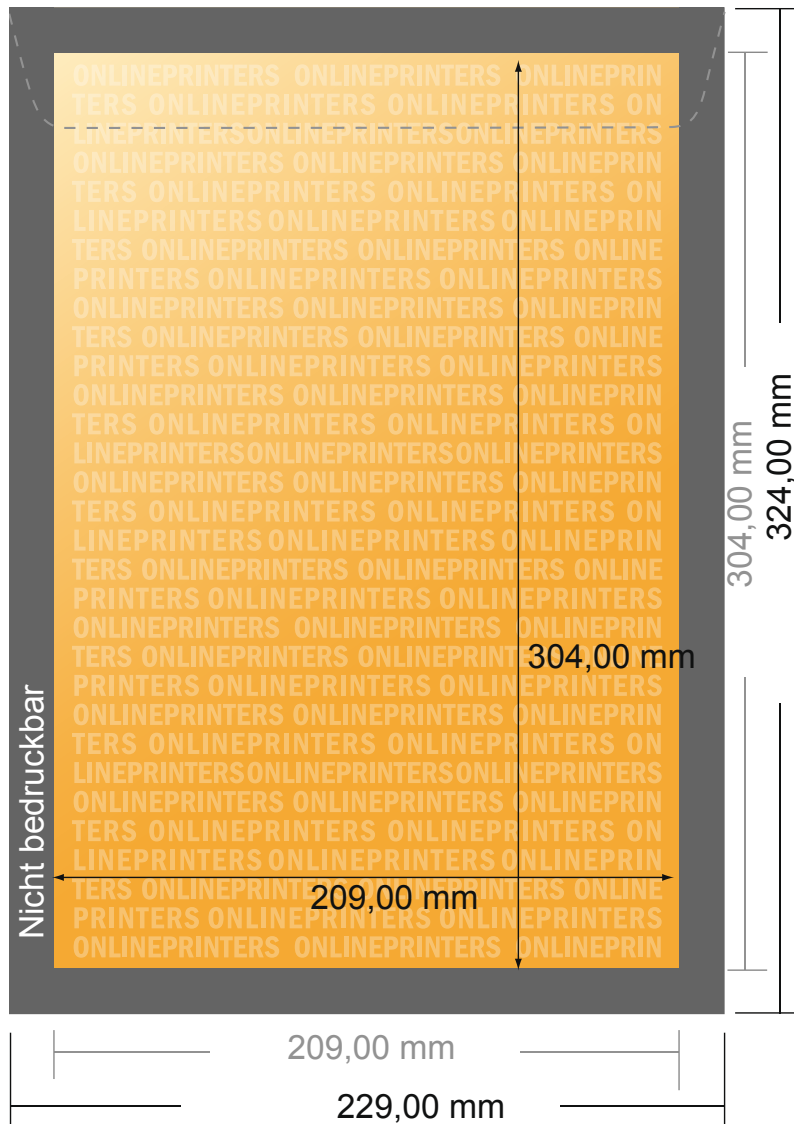 ONLINEPRINTERS ONLINEPRINTERS ONLINEPRIN
TERS ONLINEPRINTERS ONLINEPRINTERS ON
LINEPRINTERSONLINEPRINTERSONLINEPRINTERS
ONLINEPRINTERS ONLINEPRINTERS ONLINEPRIN
TERS ONLINEPRINTERS ONLINEPRINTERS ON
LINEPRINTERS ONLINEPRINTERS ONLINEPRIN
TERS ONLINEPRINTERS ONLINEPRINTERS ONLINE
PRINTERS ONLINEPRINTERS ONLINEPRINTERS
ONLINEPRINTERS ONLINEPRINTERS ONLINEPRIN
TERS ONLINEPRINTERS ONLINEPRINTERS ONLINE
PRINTERS ONLINEPRINTERS ONLINEPRINTERS
ONLINEPRINTERS ONLINEPRINTERS ONLINEPRIN
TERS ONLINEPRINTERS ONLINEPRINTERS ON
LINEPRINTERSONLINEPRINTERSONLINEPRINTERS
ONLINEPRINTERS ONLINEPRINTERS ONLINEPRIN
TERS ONLINEPRINTERS ONLINEPRINTERS ON
LINEPRINTERS ONLINEPRINTERS ONLINEPRIN
TERS ONLINEPRINTERS ONLINEPRINTERS ONLINE
PRINTERS ONLINEPRINTERS ONLINEPRINTERS
ONLINEPRINTERS ONLINEPRINTERS ONLINEPRIN
TERS ONLINEPRINTERS ONLINEPRINTERS ONLINE
PRINTERS ONLINEPRINTERS ONLINEPRINTERS
ONLINEPRINTERS ONLINEPRINTERS ONLINEPRIN
TERS ONLINEPRINTERS ONLINEPRINTERS ON
LINEPRINTERSONLINEPRINTERSONLINEPRINTERS
ONLINEPRINTERS ONLINEPRINTERS ONLINEPRIN
TERS ONLINEPRINTERS ONLINEPRINTERS ON
LINEPRINTERS ONLINEPRINTERS ONLINEPRIN
TERS ONLINEPRINTERS ONLINEPRINTERS ONLINE
PRINTERS ONLINEPRINTERS ONLINEPRINTERS
ONLINEPRINTERS ONLINEPRINTERS ONLINEPRIN
304,00 mm
209,00 mm
Nicht bedruckbar
304,00 mm
324,00 mm
209,00 mm
229,00 mm